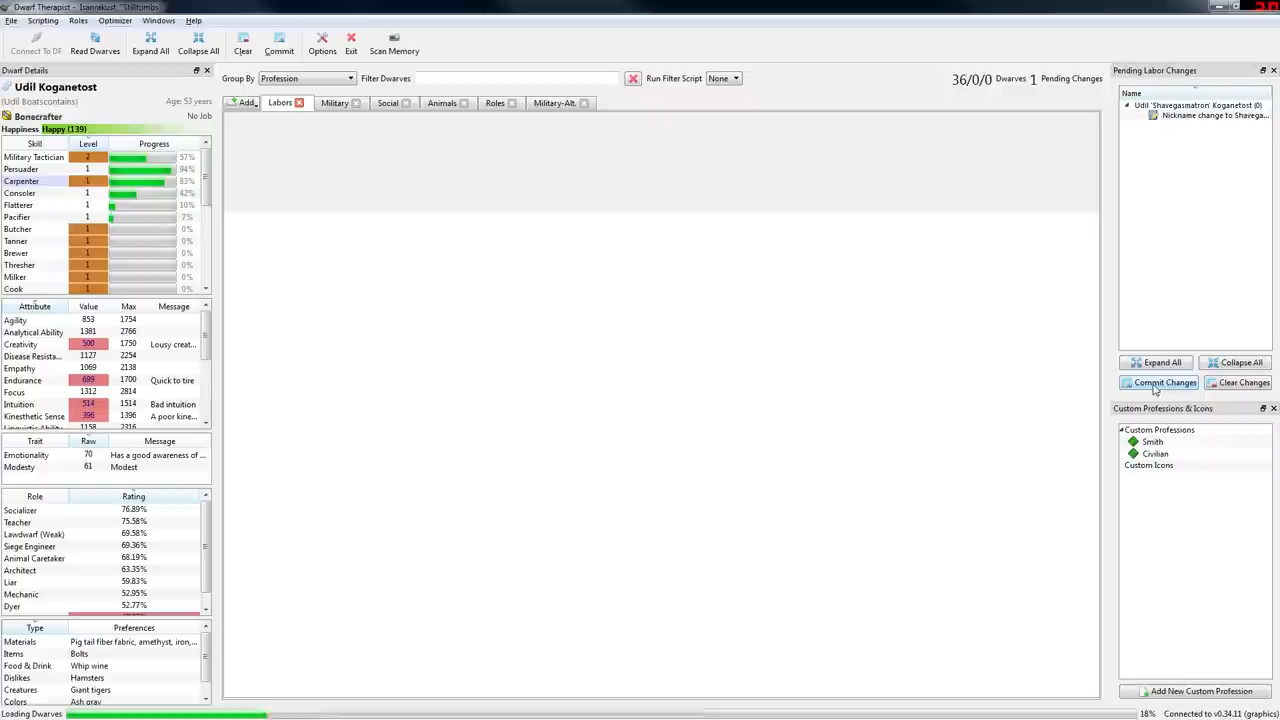 Dwarf Therapist - Isanrakust "Stilltombs
File Scripting Roles Optimizer Windows Help
Connect To DF Read Dwarves Expand All Collapse All Clear Commit Options Exit Scan Memory
Dwarf Details
Udil Koganetost
(Udil Boatscontains) Age: 53 years
Bonecrafter No Job
Happiness Happy (139)
Skill Level Progress
Military Tactician 2 57%
Persuader 1 94%
Carpenter 1 83%
Consoler 1 42%
Flatterer 1 10%
Pacifier 1 7%
Butcher 1 0%
Tanner 1 0%
Brewer 1 0%
Thresher 1 0%
Milker 1 0%
Cook 1 0%
Attribute Value Max Message
Agility 853 1754
Analytical Ability 1381 2766
Creativity 500 1750 Lousy creat...
Disease Resista... 1127 2254
Empathy 1069 2138
Endurance 699 1700 Quick to tire
Focus 1312 2814
Intuition 514 1514 Bad intuition
Kinesthetic Sense 396 1396 A poor kine...
Linguistic Ability 1158 2316
Trait Raw Message
Emotionality 70 Has a good awareness of ...
Modesty 61 Modest
Role Rating
Socializer 76.89%
Teacher 75.58%
Lawdwarf (Weak) 69.58%
Siege Engineer 69.36%
Animal Caretaker 68.19%
Architect 63.35%
Liar 59.83%
Mechanic 52.95%
Dyer 52.77%
Type Preferences
Materials Pig tail fiber fabric, amethyst, iron,...
Items Bolts
Food & Drink Whip wine
Dislikes Hamsters
Creatures Giant tigers
Colors Ash gray
Group By Profession Filter Dwarves Run Filter Script None 36/0/0 Dwarves 1 Pending Changes
Add... Labors Military Social Animals Roles Military-Alt.
Pending Labor Changes
Name
Udil 'Shavegasmatron' Koganetost (0)
Nickname change to Shavega...
Expand All Collapse All
Commit Changes Clear Changes
Custom Professions & Icons
Custom Professions
Smith
Civilian
Custom Icons
Add New Custom Profession
Loading Dwarves 18% Connected to v0.34.11 (graphics)